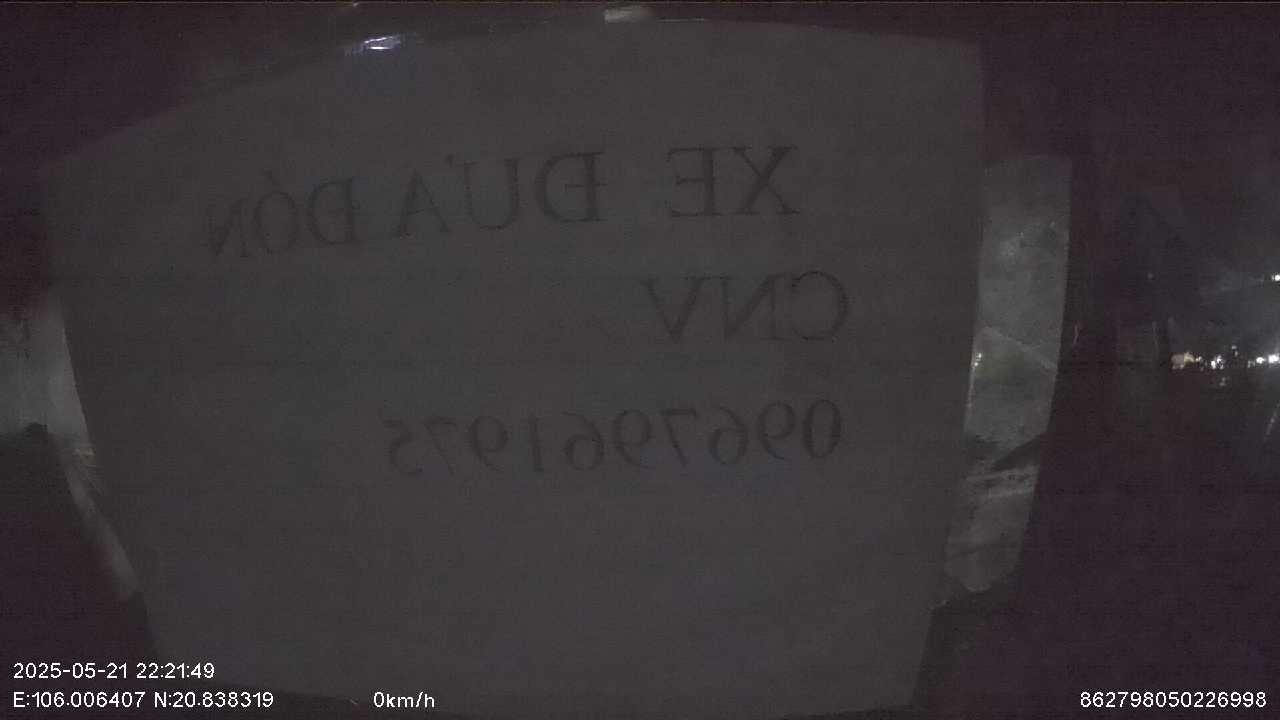 XE ĐƯA ĐÓN
CNV
0967961975
2025-05-21 22:21:49
E:106.006407 N:20.838319 0km/h
862798050226998